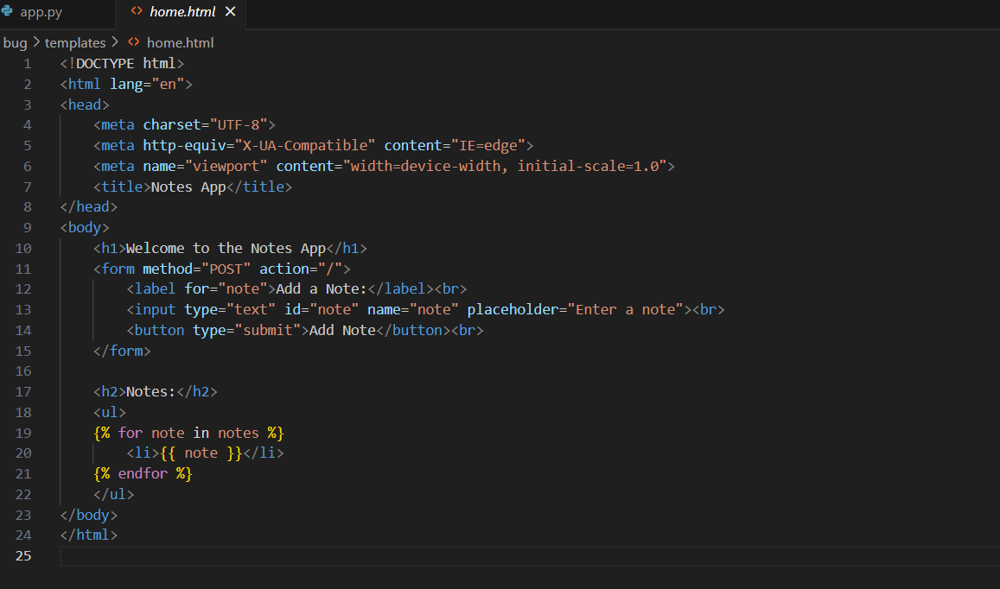 app.py <> home.html ×
bug > templates > <> home.html
1 <!DOCTYPE html>
2 <html lang="en">
3 <head>
4     <meta charset="UTF-8">
5     <meta http-equiv="X-UA-Compatible" content="IE=edge">
6     <meta name="viewport" content="width=device-width, initial-scale=1.0">
7     <title>Notes App</title>
8 </head>
9 <body>
10     <h1>Welcome to the Notes App</h1>
11     <form method="POST" action="/">
12         <label for="note">Add a Note:</label><br>
13         <input type="text" id="note" name="note" placeholder="Enter a note"><br>
14         <button type="submit">Add Note</button><br>
15     </form>
16
17     <h2>Notes:</h2>
18     <ul>
19     {% for note in notes %}
20         <li>{{ note }}</li>
21     {% endfor %}
22     </ul>
23 </body>
24 </html>
25